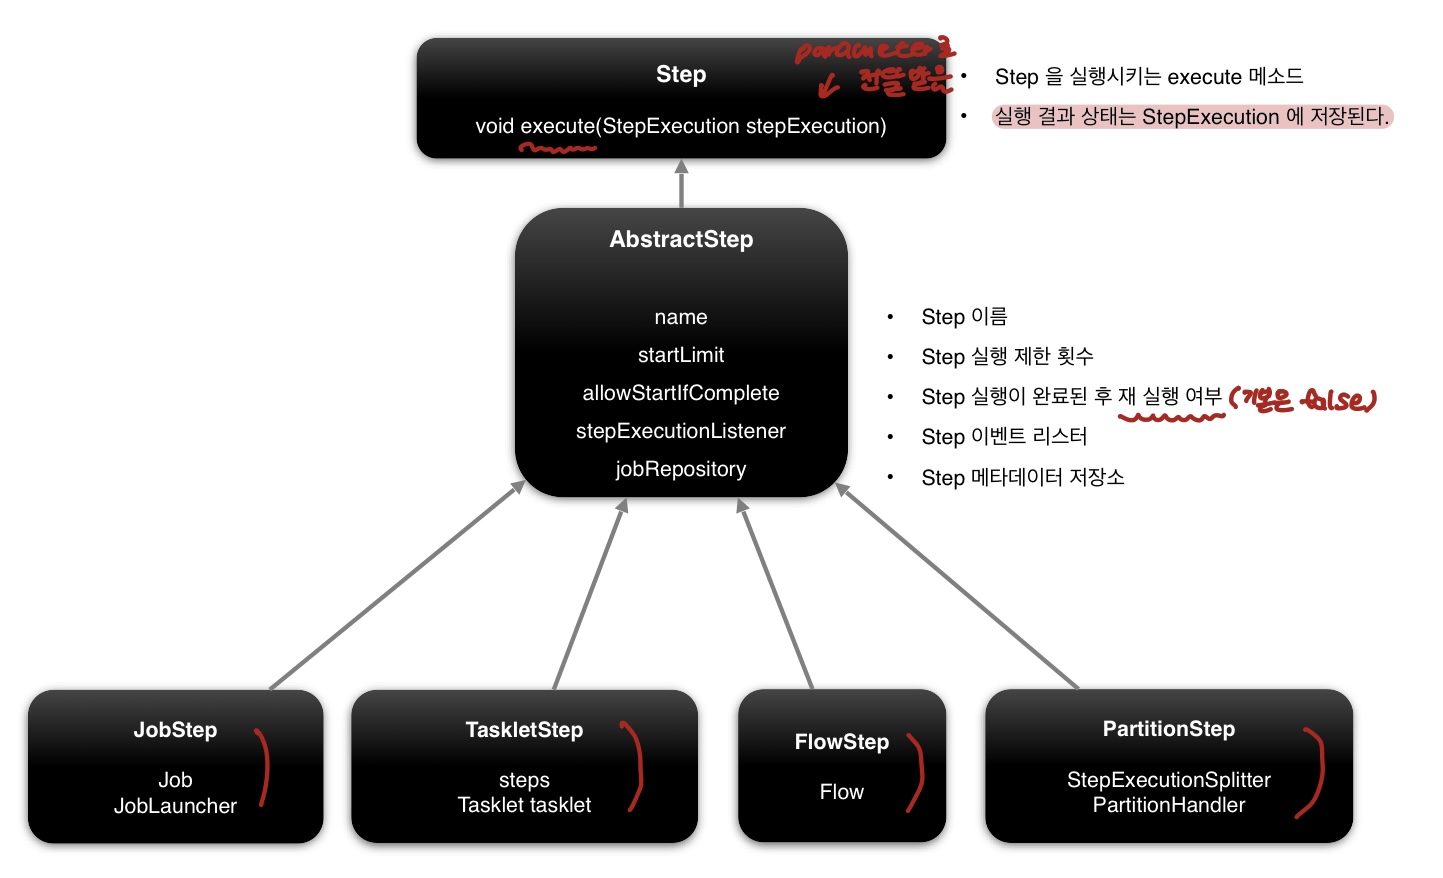 Step
parameter로
전달받은
void execute(StepExecution stepExecution)
• Step 을 실행시키는 execute 메소드
• 실행 결과 상태는 StepExecution 에 저장된다.
AbstractStep
name
startLimit
allowStartIfComplete
stepExecutionListener
jobRepository
• Step 이름
• Step 실행 제한 횟수
• Step 실행이 완료된 후 재 실행 여부 (기본은 false)
• Step 이벤트 리스터
• Step 메타데이터 저장소
JobStep
Job
JobLauncher
TaskletStep
steps
Tasklet tasklet
FlowStep
Flow
PartitionStep
StepExecutionSplitter
PartitionHandler